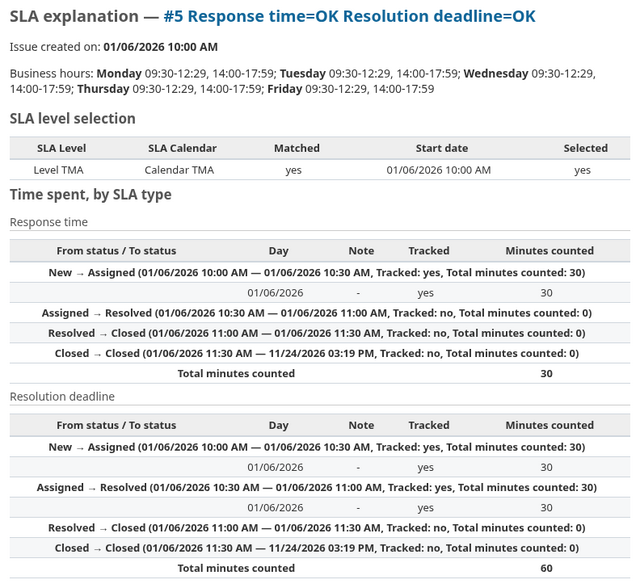 SLA explanation — #5 Response time=OK Resolution deadline=OK
Issue created on: 01/06/2026 10:00 AM
Business hours: Monday 09:30-12:29, 14:00-17:59; Tuesday 09:30-12:29, 14:00-17:59; Wednesday 09:30-12:29,
14:00-17:59; Thursday 09:30-12:29, 14:00-17:59; Friday 09:30-12:29, 14:00-17:59
SLA level selection
SLA Level SLA Calendar Matched Start date Selected
Level TMA Calendar TMA yes 01/06/2026 10:00 AM yes
Time spent, by SLA type
Response time
From status / To status Day Note Tracked Minutes counted
New → Assigned (01/06/2026 10:00 AM — 01/06/2026 10:30 AM, Tracked: yes, Total minutes counted: 30)
01/06/2026 - yes 30
Assigned → Resolved (01/06/2026 10:30 AM — 01/06/2026 11:00 AM, Tracked: no, Total minutes counted: 0)
Resolved → Closed (01/06/2026 11:00 AM — 01/06/2026 11:30 AM, Tracked: no, Total minutes counted: 0)
Closed → Closed (01/06/2026 11:30 AM — 11/24/2026 03:19 PM, Tracked: no, Total minutes counted: 0)
Total minutes counted 30
Resolution deadline
From status / To status Day Note Tracked Minutes counted
New → Assigned (01/06/2026 10:00 AM — 01/06/2026 10:30 AM, Tracked: yes, Total minutes counted: 30)
01/06/2026 - yes 30
Assigned → Resolved (01/06/2026 10:30 AM — 01/06/2026 11:00 AM, Tracked: yes, Total minutes counted: 30)
01/06/2026 - yes 30
Resolved → Closed (01/06/2026 11:00 AM — 01/06/2026 11:30 AM, Tracked: no, Total minutes counted: 0)
Closed → Closed (01/06/2026 11:30 AM — 11/24/2026 03:19 PM, Tracked: no, Total minutes counted: 0)
Total minutes counted 60